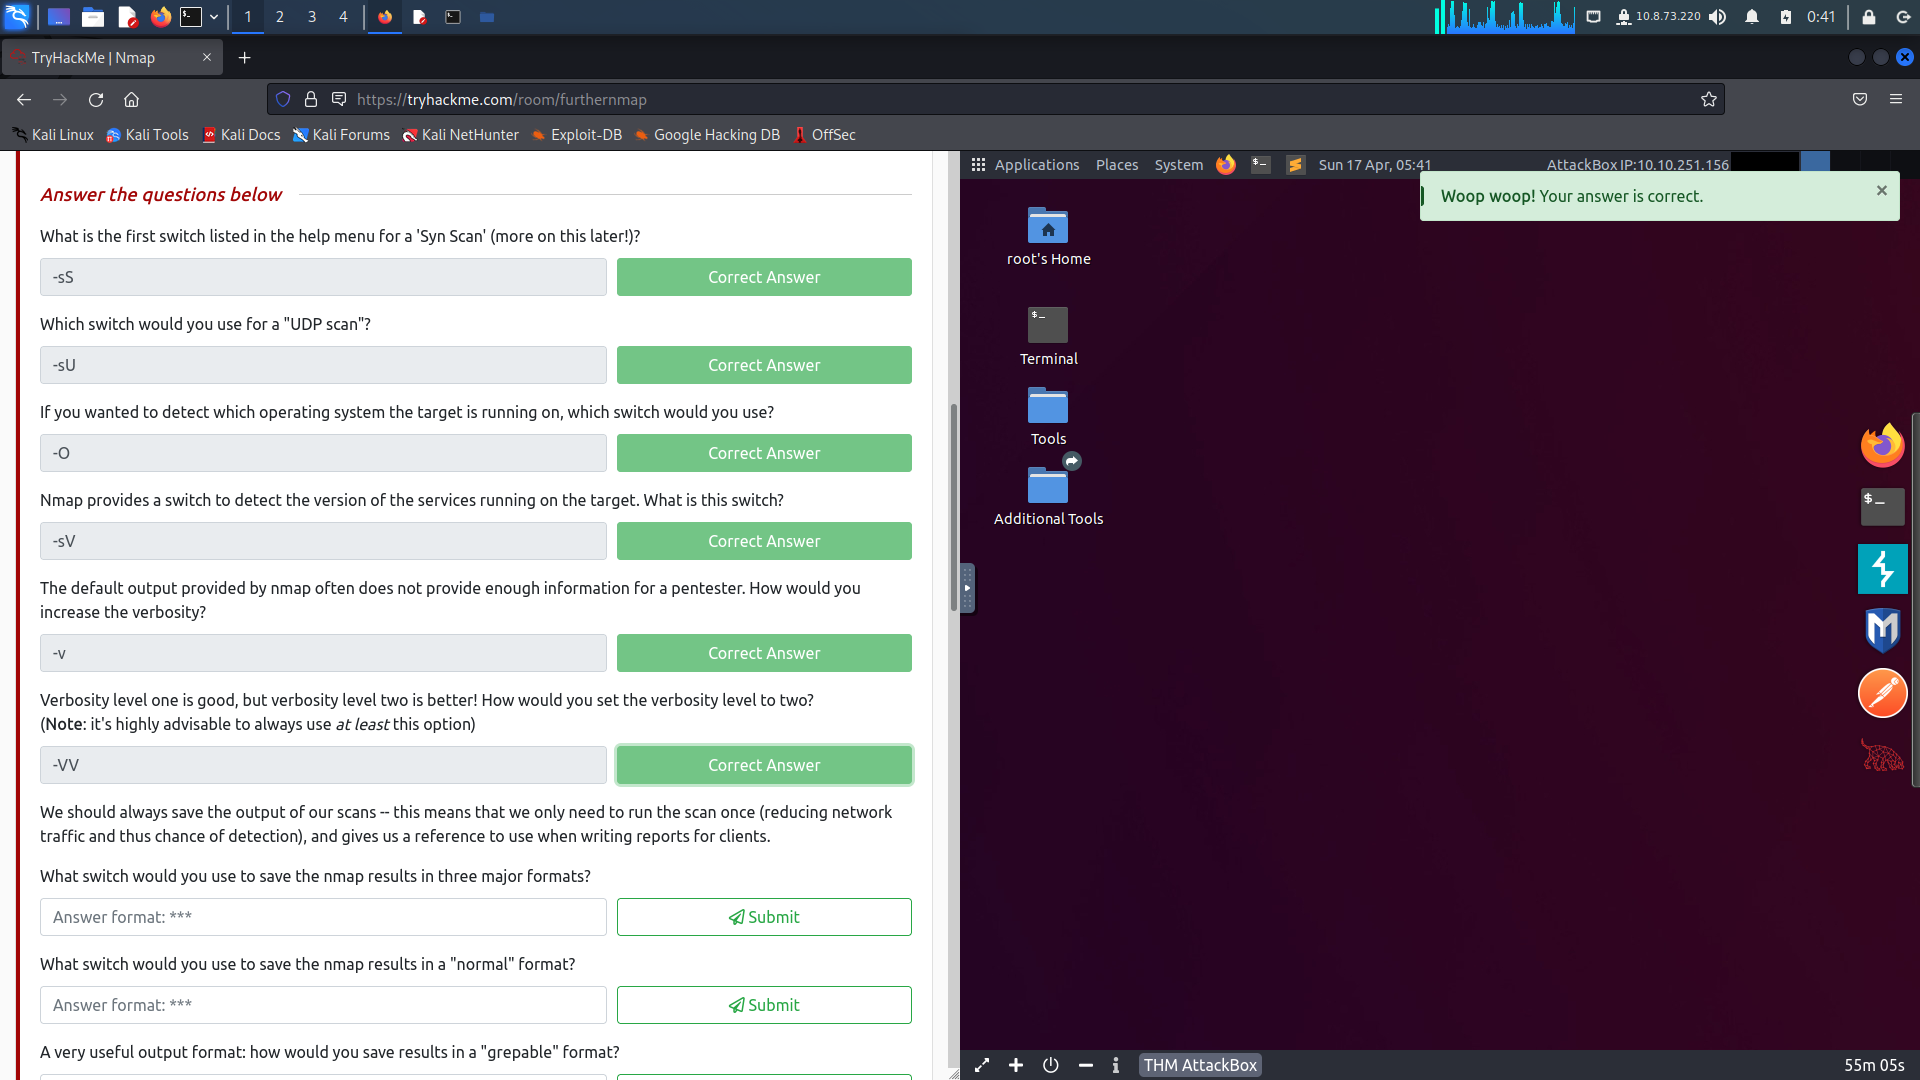 1 2 3 4
10.8.73.220
0:41
TryHackMe | Nmap
https://tryhackme.com/room/furthernmap
Kali Linux Kali Tools Kali Docs Kali Forums Kali NetHunter Exploit-DB Google Hacking DB OffSec
Answer the questions below
What is the first switch listed in the help menu for a 'Syn Scan' (more on this later!)?
-sS Correct Answer
Which switch would you use for a "UDP scan"?
-sU Correct Answer
If you wanted to detect which operating system the target is running on, which switch would you use?
-O Correct Answer
Nmap provides a switch to detect the version of the services running on the target. What is this switch?
-sV Correct Answer
The default output provided by nmap often does not provide enough information for a pentester. How would you
increase the verbosity?
-v Correct Answer
Verbosity level one is good, but verbosity level two is better! How would you set the verbosity level to two?
(Note: it's highly advisable to always use at least this option)
-VV Correct Answer
We should always save the output of our scans -- this means that we only need to run the scan once (reducing network
traffic and thus chance of detection), and gives us a reference to use when writing reports for clients.
What switch would you use to save the nmap results in three major formats?
Answer format: *** Submit
What switch would you use to save the nmap results in a "normal" format?
Answer format: *** Submit
A very useful output format: how would you save results in a "grepable" format?
Applications Places System Sun 17 Apr, 05:41 AttackBox IP:10.10.251.156
Woop woop! Your answer is correct. ×
root's Home
Terminal
Tools
Additional Tools
THM AttackBox
55m 05s